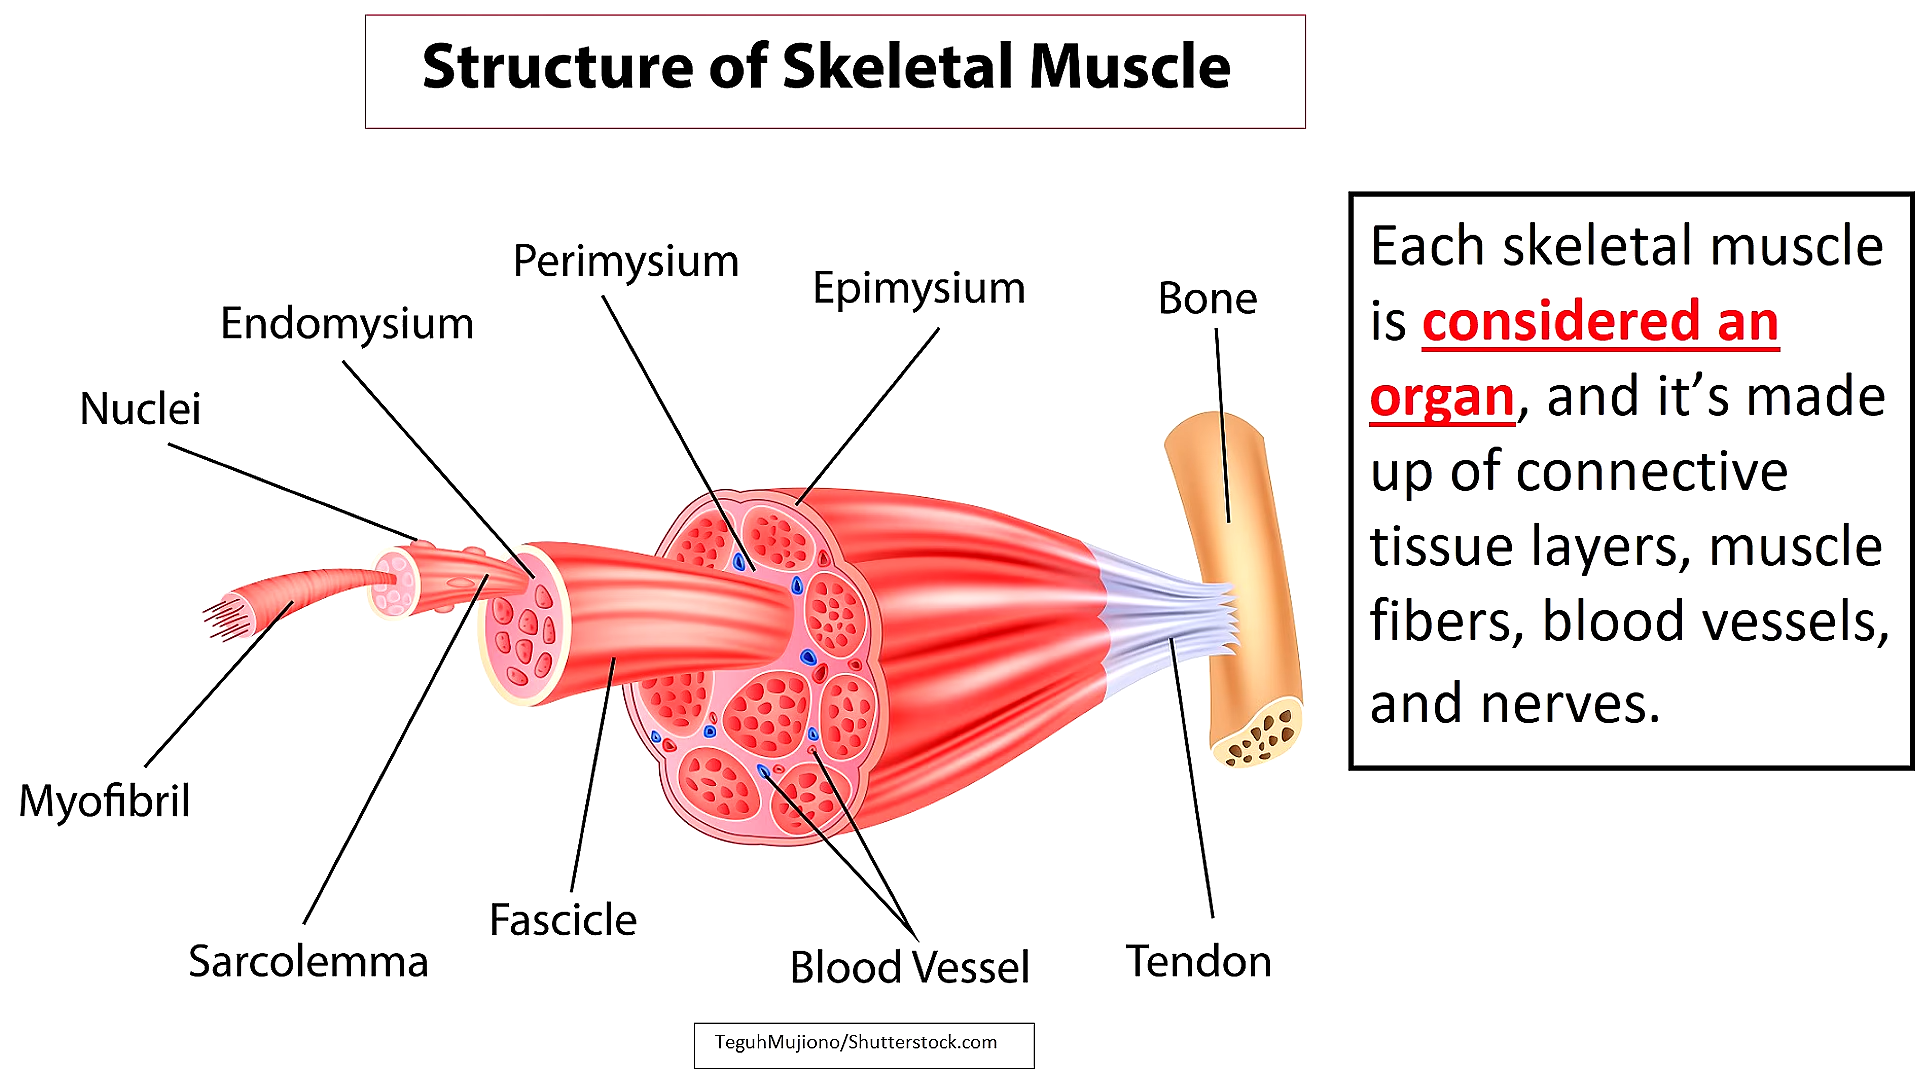 Structure of Skeletal Muscle
Perimysium
Epimysium
Bone
Endomysium
Nuclei
Myofibril
Sarcolemma
Fascicle
Blood Vessel
Tendon
Each skeletal muscle
is considered an
organ, and it’s made
up of connective
tissue layers, muscle
fibers, blood vessels,
and nerves.
TeguhMujiono/Shutterstock.com